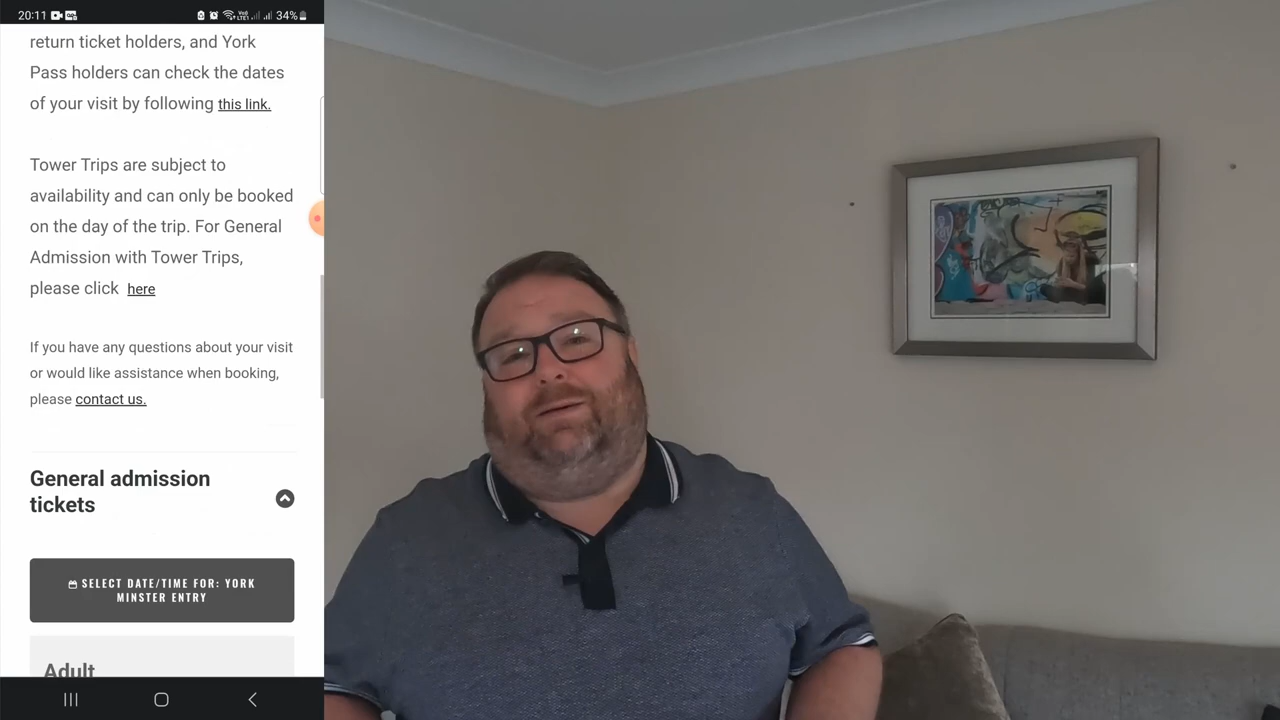 20:11
34%
return ticket holders, and York
Pass holders can check the dates
of your visit by following this link.
Tower Trips are subject to
availability and can only be booked
on the day of the trip. For General
Admission with Tower Trips,
please click here
If you have any questions about your visit
or would like assistance when booking,
please contact us.
General admission
tickets
SELECT DATE/TIME FOR: YORK
MINSTER ENTRY
Adult